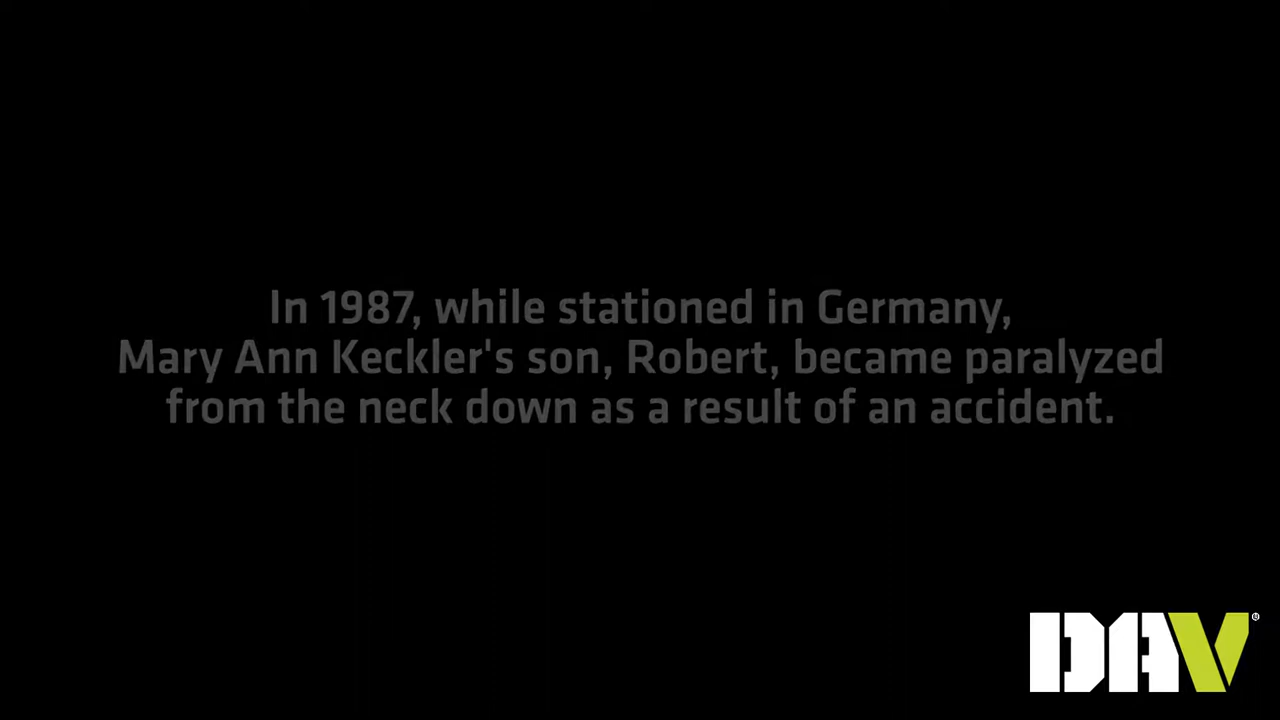 In 1987, while stationed in Germany,
Mary Ann Keckler's son, Robert, became paralyzed
from the neck down as a result of an accident.
DAV®